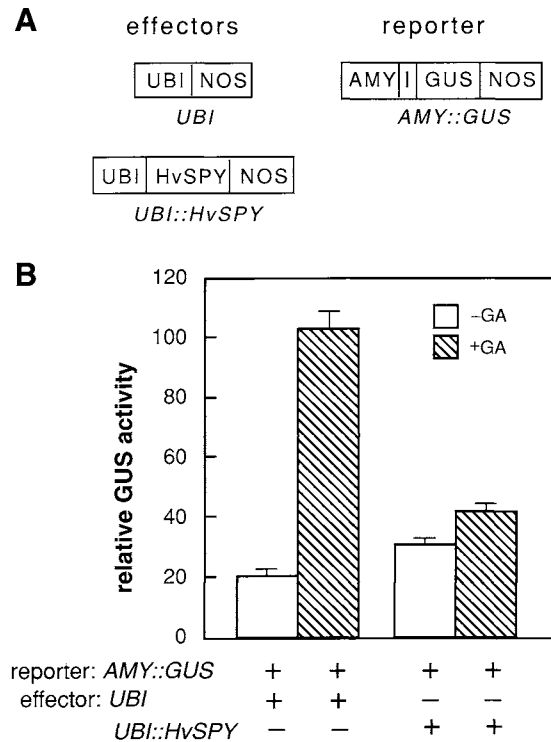 A
effectors
reporter
UBI NOS
UBI
AMY I GUS NOS
AMY::GUS
UBI HvSPY NOS
UBI::HvSPY
B
120
100
80
60
40
20
0
relative GUS activity
-GA
+GA
reporter: AMY::GUS + + + +
effector: UBI + + – –
UBI::HvSPY – – + +